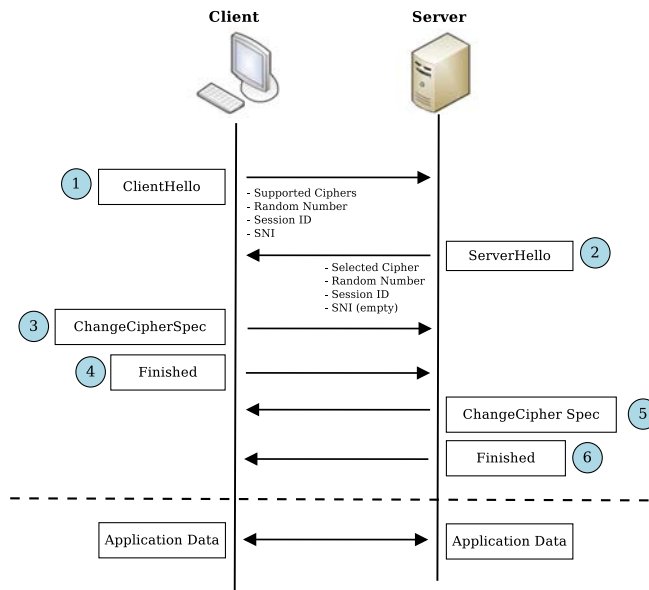 Client
Server
1
ClientHello
- Supported Ciphers
- Random Number
- Session ID
- SNI
2
ServerHello
- Selected Cipher
- Random Number
- Session ID
- SNI (empty)
3
ChangeCipherSpec
4
Finished
ChangeCipher Spec
5
Finished
6
Application Data
Application Data